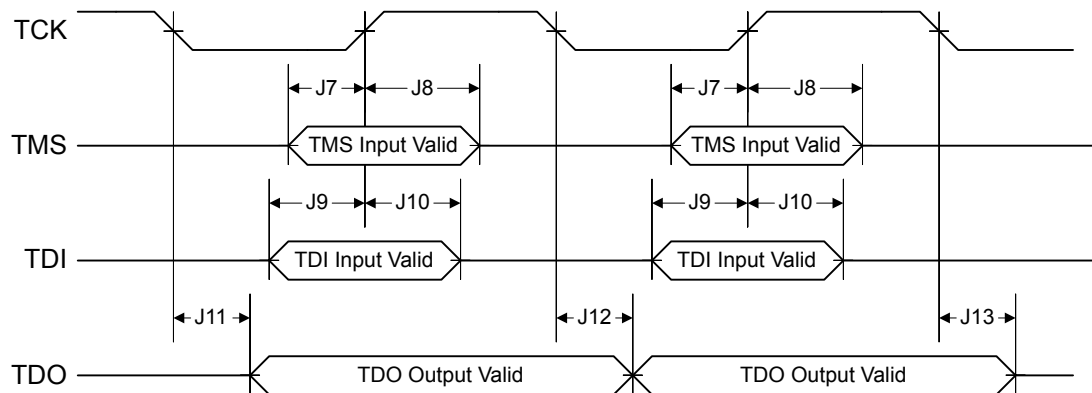 TCK
J7 J8 J7 J8
TMS TMS Input Valid TMS Input Valid
J9 J10 J9 J10
TDI TDI Input Valid TDI Input Valid
J11 J12 J13
TDO TDO Output Valid TDO Output Valid